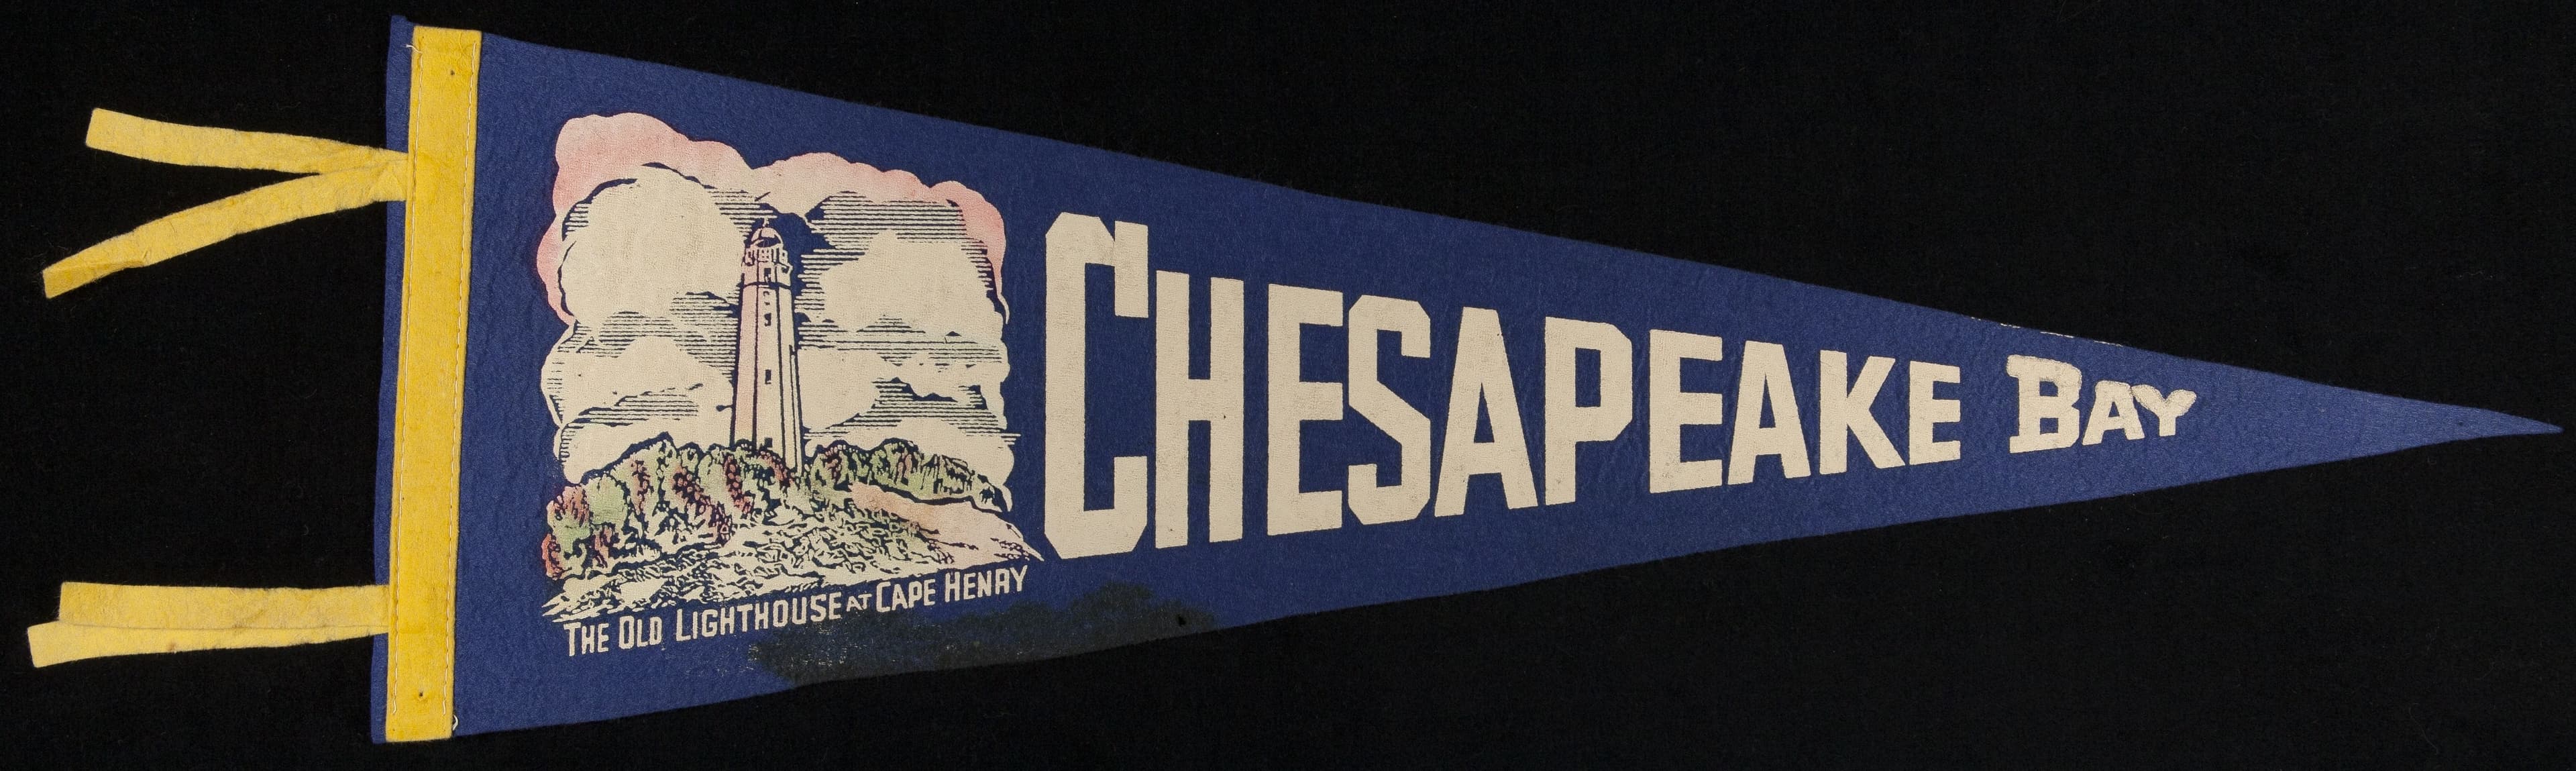 CHESAPEAKE BAY
THE OLD LIGHTHOUSE AT CAPE HENRY